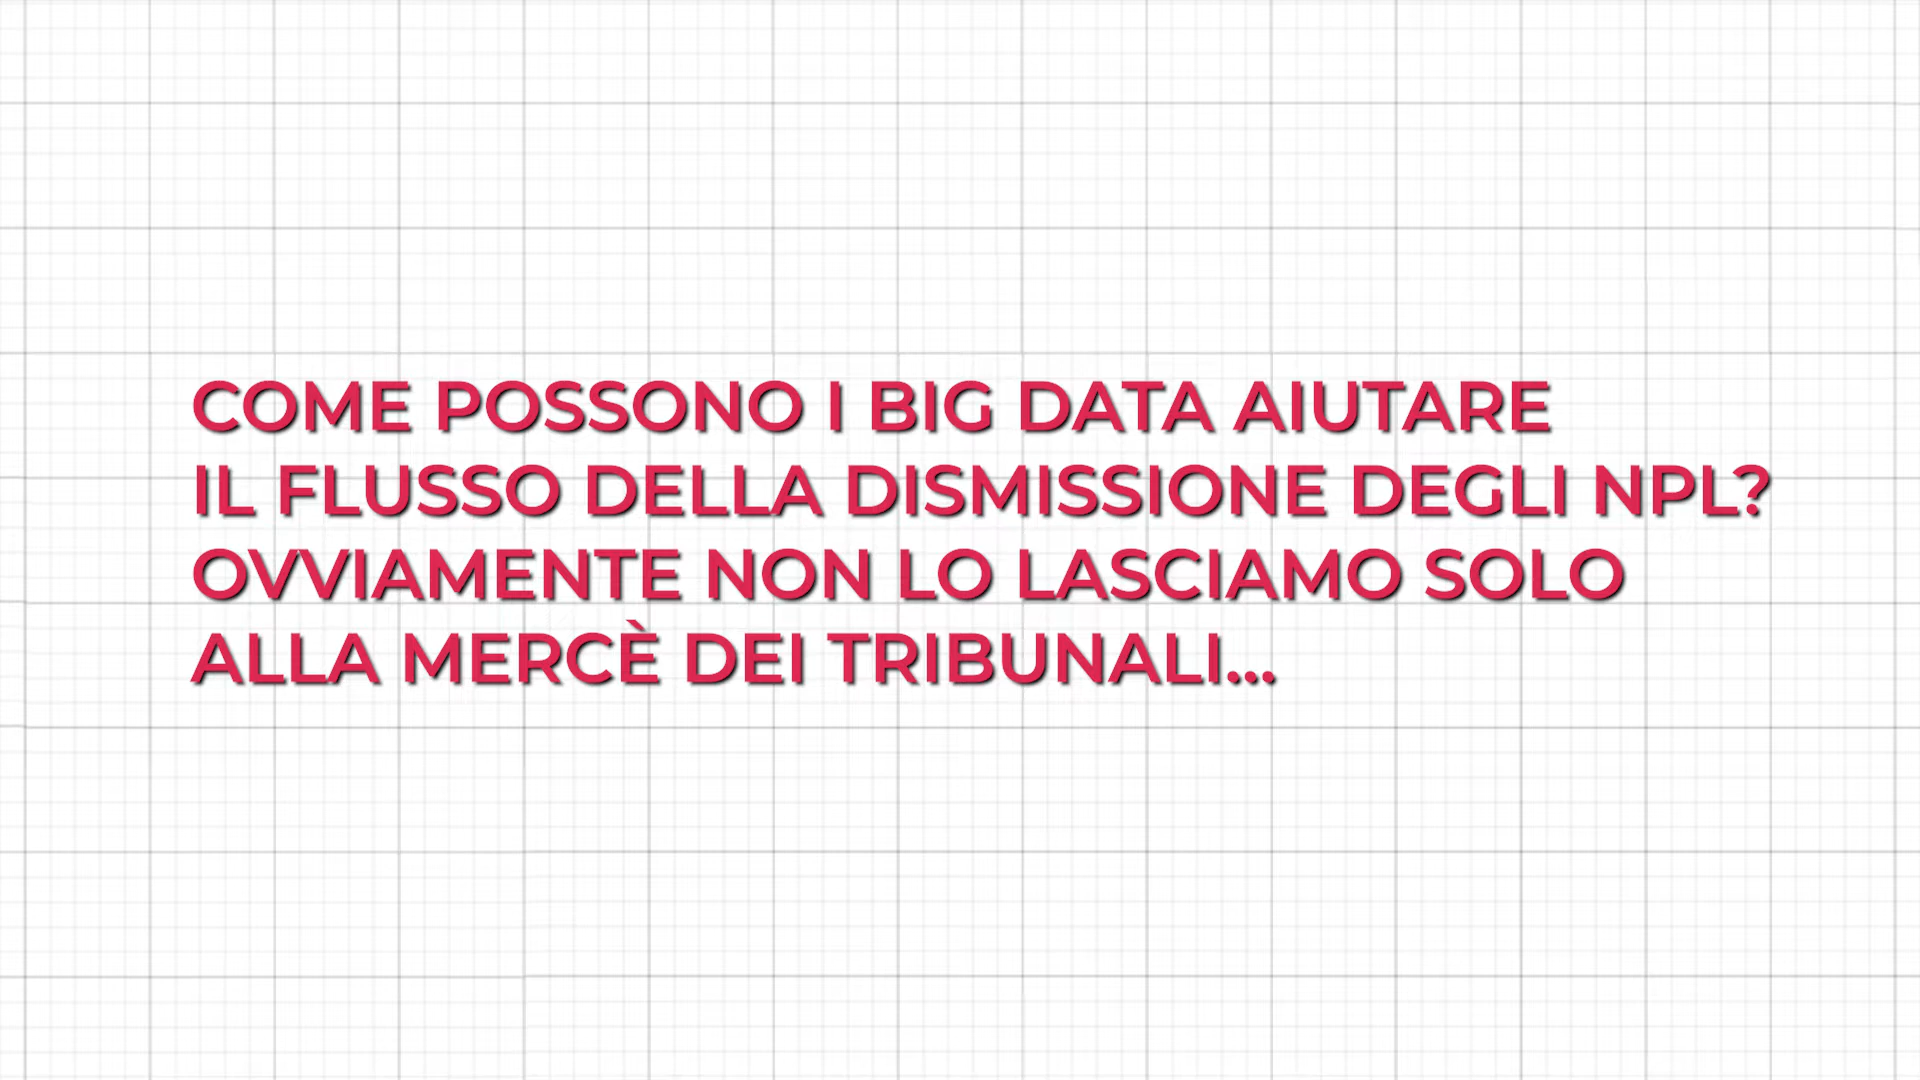 COME POSSONO I BIG DATA AIUTARE
IL FLUSSO DELLA DISMISSIONE DEGLI NPL?
OVVIAMENTE NON LO LASCIAMO SOLO
ALLA MERCÈ DEI TRIBUNALI...